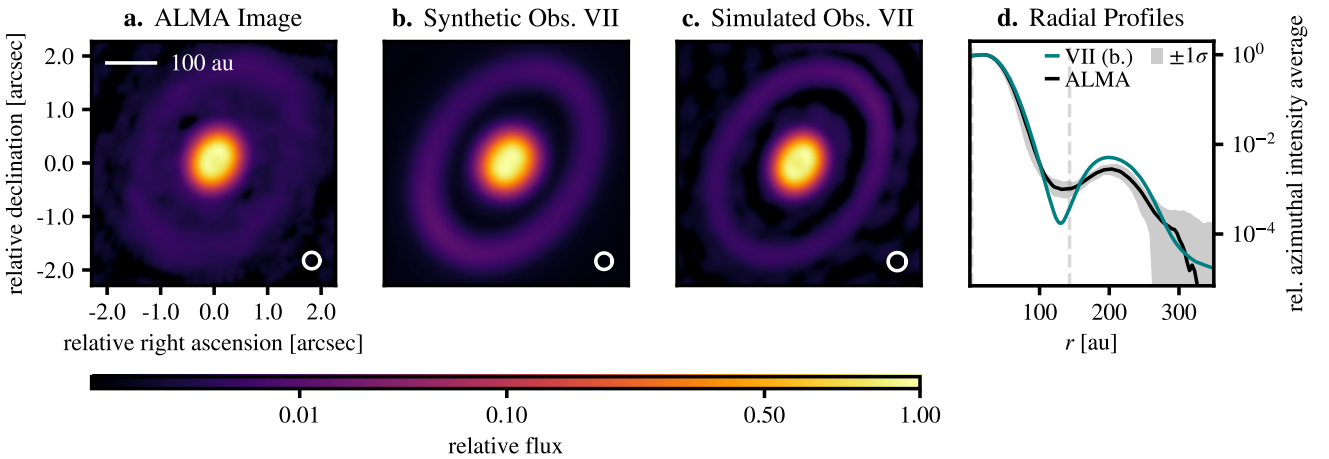 a. ALMA Image
b. Synthetic Obs. VII
c. Simulated Obs. VII
d. Radial Profiles
relative declination [arcsec]
2.0
1.0
0.0
-1.0
-2.0
100 au
-2.0 -1.0 0.0 1.0 2.0
relative right ascension [arcsec]
VII (b.)
ALMA
±1σ
10⁰
10⁻²
10⁻⁴
rel. azimuthal intensity average
100 200 300
r [au]
0.01 0.10 0.50 1.00
relative flux